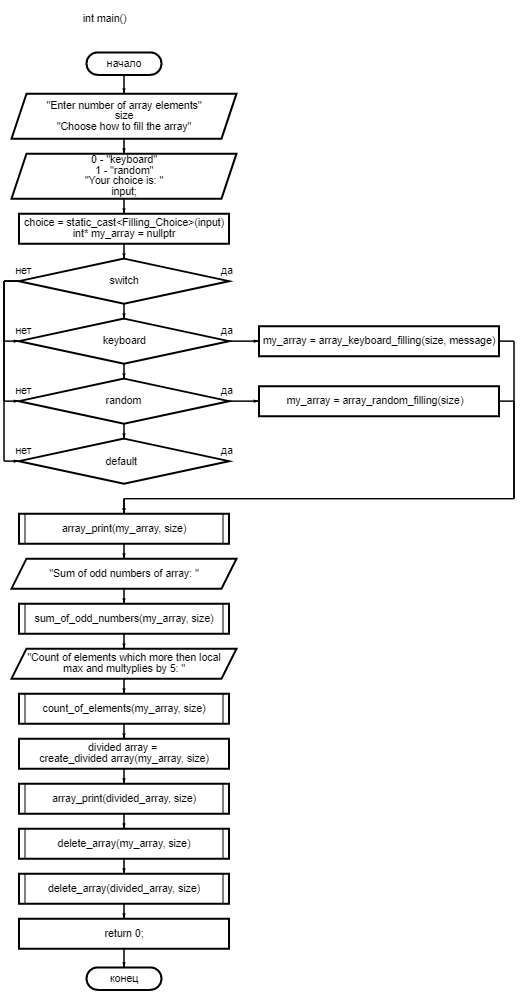 int main()
начало
"Enter number of array elements"
size
"Choose how to fill the array"
0 - "keyboard"
1 - "random"
"Your choice is: "
input;
choice = static_cast<Filling_Choice>(input)
int* my_array = nullptr
нет
да
switch
нет
да
keyboard
my_array = array_keyboard_filling(size, message)
нет
да
random
my_array = array_random_filling(size)
нет
да
default
array_print(my_array, size)
"Sum of odd numbers of array: "
sum_of_odd_numbers(my_array, size)
"Count of elements which more then local
max and multyplies by 5: "
count_of_elements(my_array, size)
divided array =
create_divided array(my_array, size)
array_print(divided_array, size)
delete_array(my_array, size)
delete_array(divided_array, size)
return 0;
конец